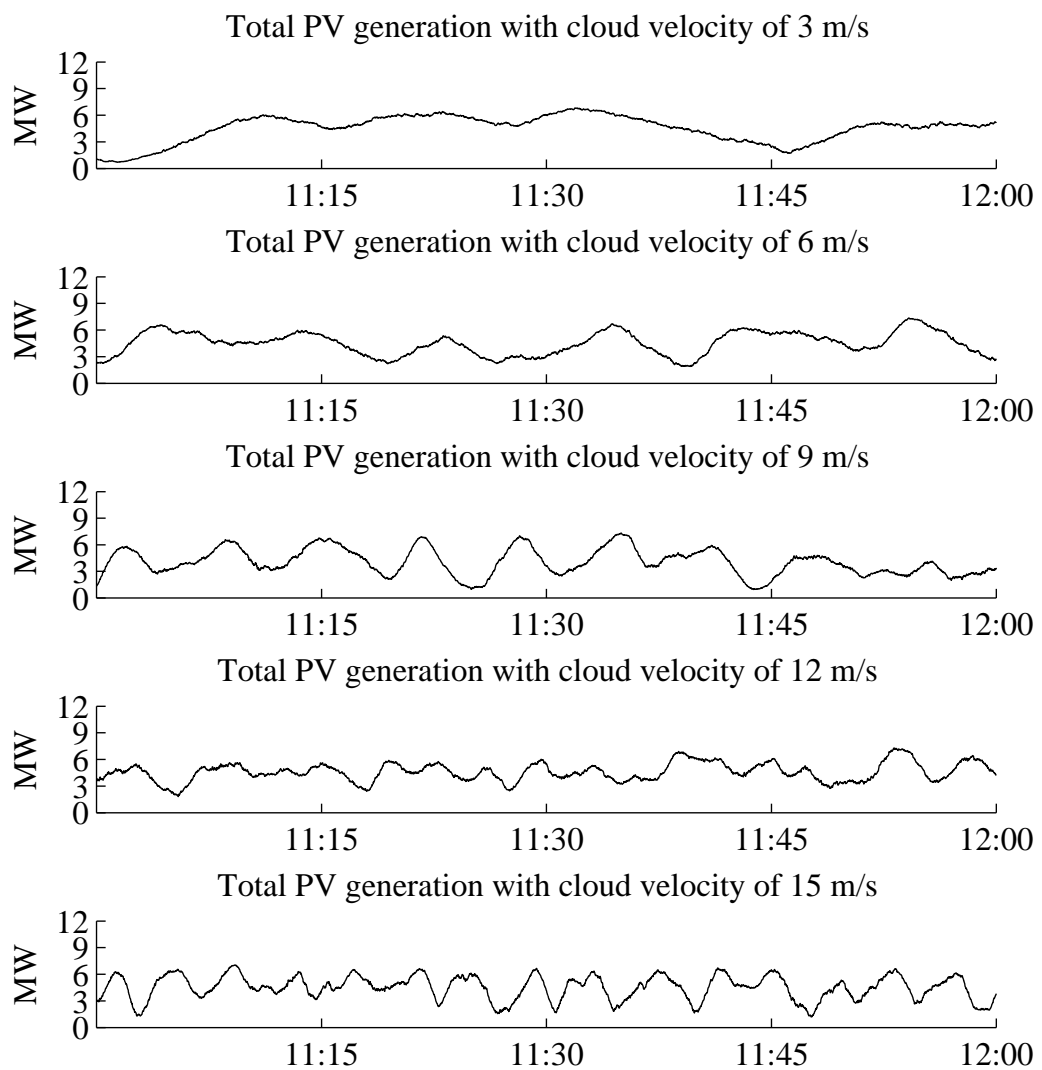 Total PV generation with cloud velocity of 3 m/s
12
9
6
3
0
MW
11:15 11:30 11:45 12:00
Total PV generation with cloud velocity of 6 m/s
12
9
6
3
0
MW
11:15 11:30 11:45 12:00
Total PV generation with cloud velocity of 9 m/s
12
9
6
3
0
MW
11:15 11:30 11:45 12:00
Total PV generation with cloud velocity of 12 m/s
12
9
6
3
0
MW
11:15 11:30 11:45 12:00
Total PV generation with cloud velocity of 15 m/s
12
9
6
3
0
MW
11:15 11:30 11:45 12:00